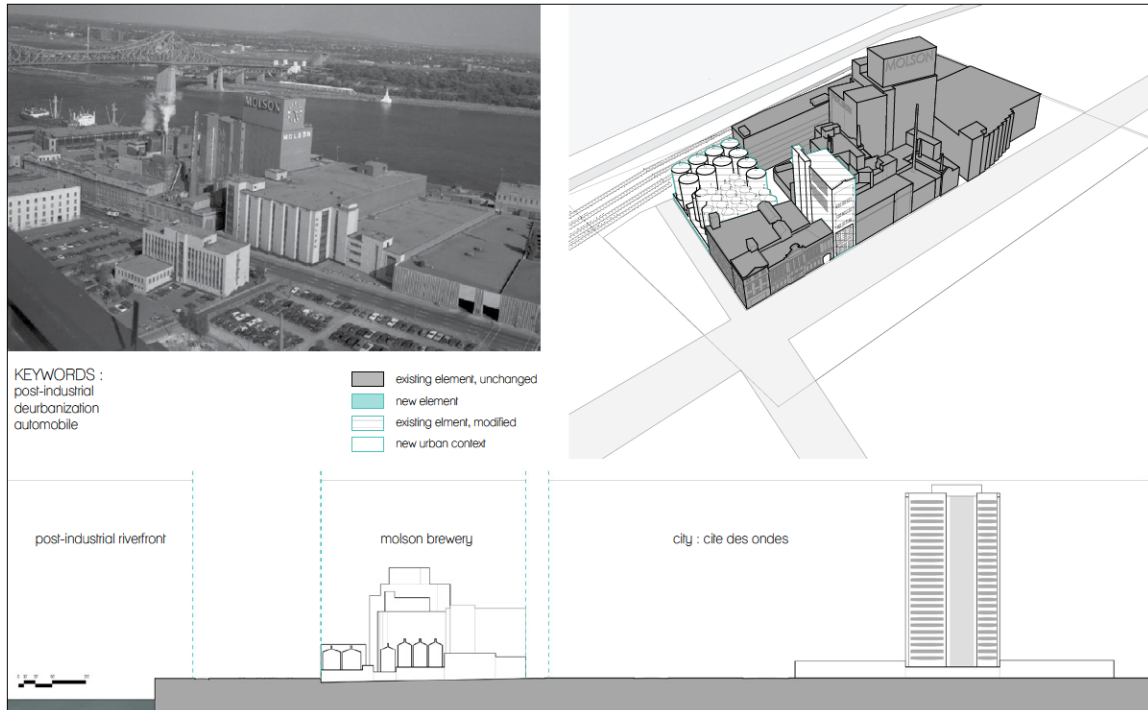 MOLSON
MOLSON
MOLSON
KEYWORDS :
post-industrial
deurbanization
automobile
existing element, unchanged
new element
existing elment, modified
new urban context
post-industrial riverfront
molson brewery
city : cite des ondes